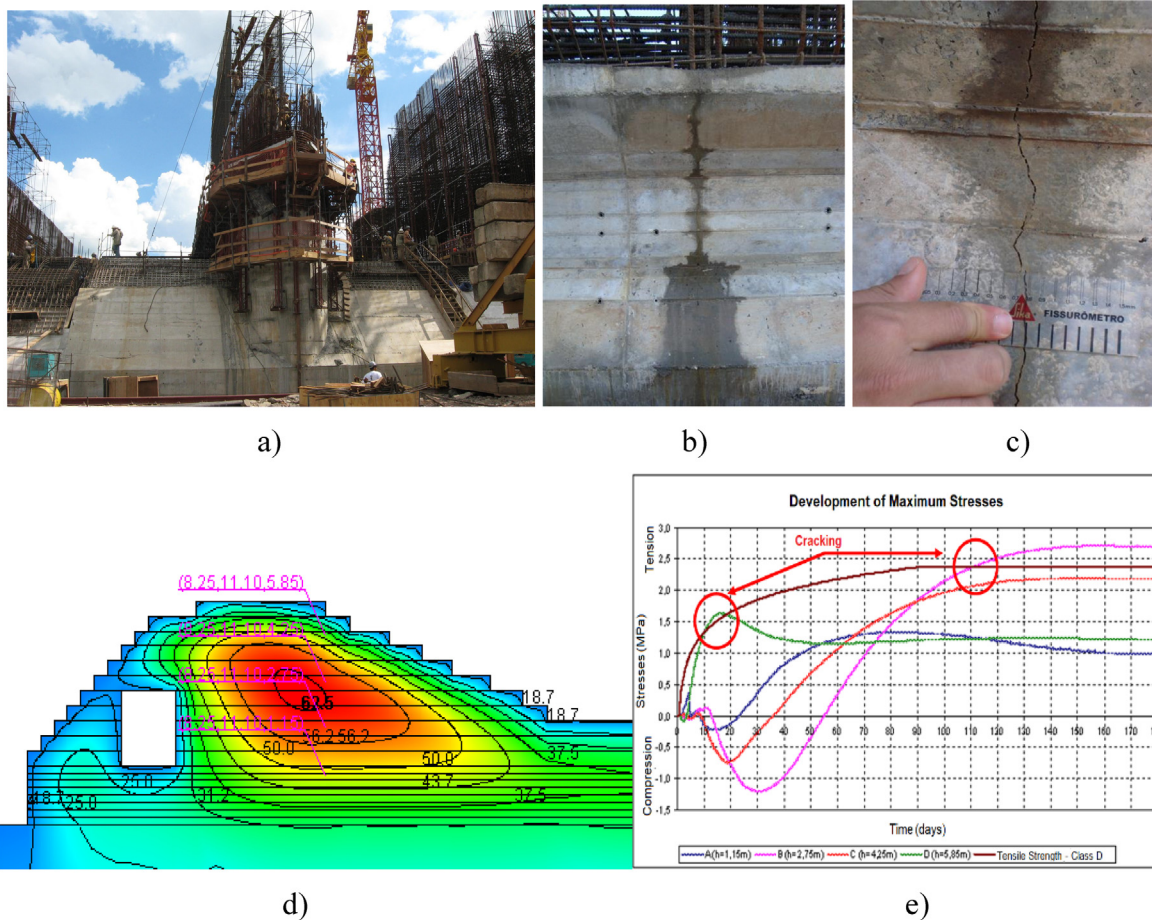 FISSURÔMETRO
a)
b)
c)
(8.25,11.10,5.85)
62.5
56.2
56.2
50.0
50.0
43.7
37.5
37.5
31.2
25.0
25.0
18.7
18.7
Development of Maximum Stresses
Cracking
Tension
Stresses (MPa)
Compression
3,0
2,5
2,0
1,5
1,0
0,5
0,0
-0,5
-1,0
-1,5
0 10 20 30 40 50 60 70 80 90 100 110 120 130 140 150 160 170 18
Time (days)
A(h=1,15m) B (h=2,75m) C (h=4,25m) D (h=5,85m) Tensile Strength - Class D
d)
e)